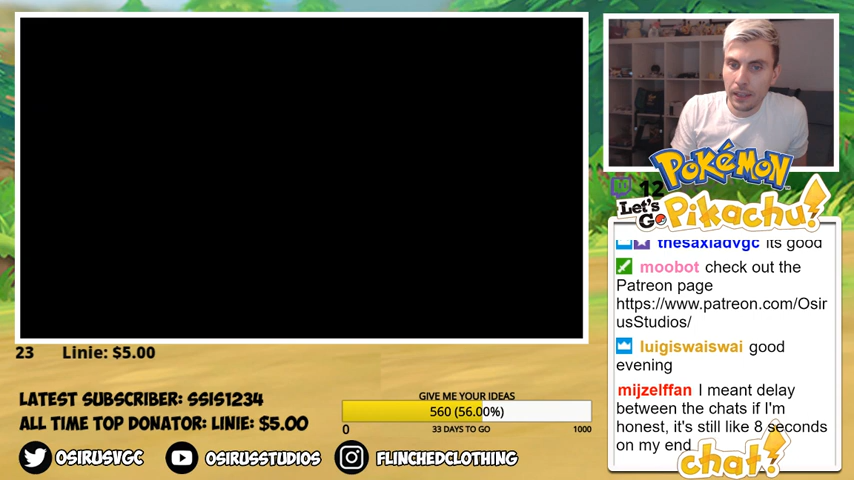 POKéMON
12
Let's Go Pikachu!
thesaxladvgc its good
moobot check out the
Patreon page
https://www.patreon.com/Osir
usStudios/
luigiswaiswai good
evening
mijzelffan I meant delay
between the chats if I'm
honest, it's still like 8 seconds
on my end
chat!
23 Linie: $5.00
LATEST SUBSCRIBER: SSIS1234
ALL TIME TOP DONATOR: LINIE: $5.00
GIVE ME YOUR IDEAS
560 (56.00%)
0 33 DAYS TO GO 1000
OSIRUSVGC OSIRUSSTUDIOS FLINCHEDCLOTHING